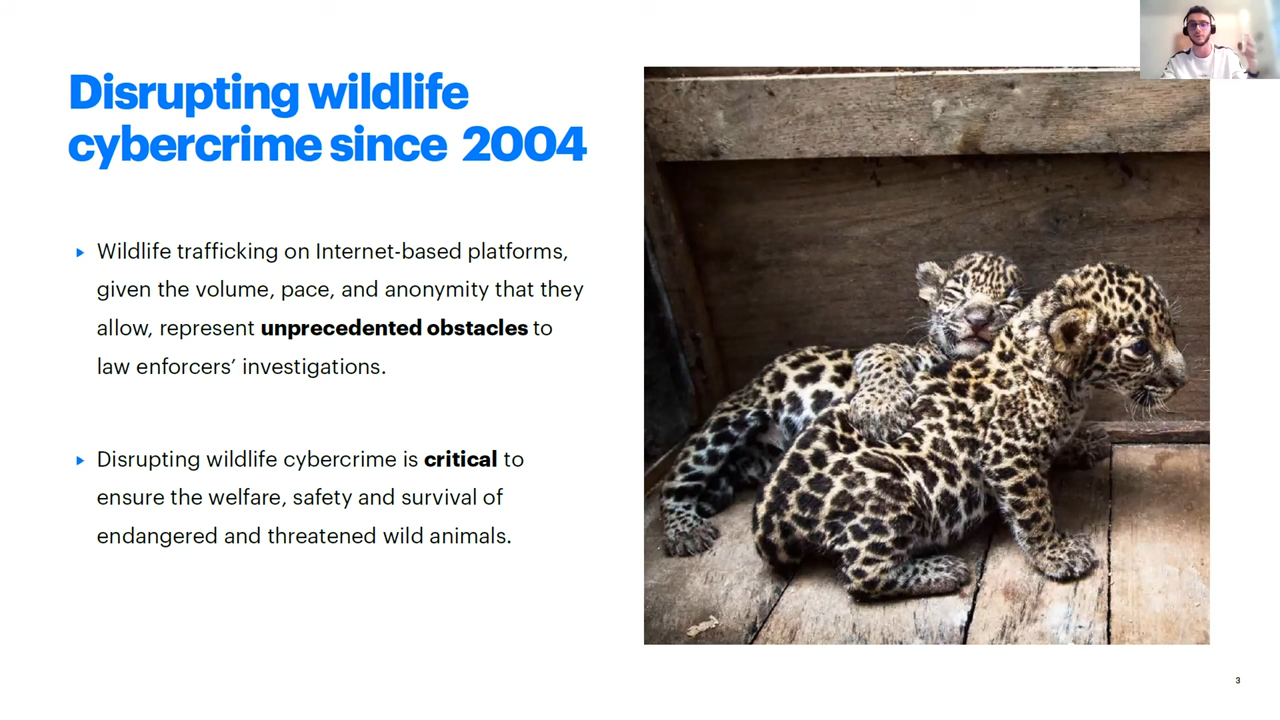 Disrupting wildlife
cybercrime since 2004
Wildlife trafficking on Internet-based platforms,
given the volume, pace, and anonymity that they
allow, represent unprecedented obstacles to
law enforcers’ investigations.
Disrupting wildlife cybercrime is critical to
ensure the welfare, safety and survival of
endangered and threatened wild animals.
3